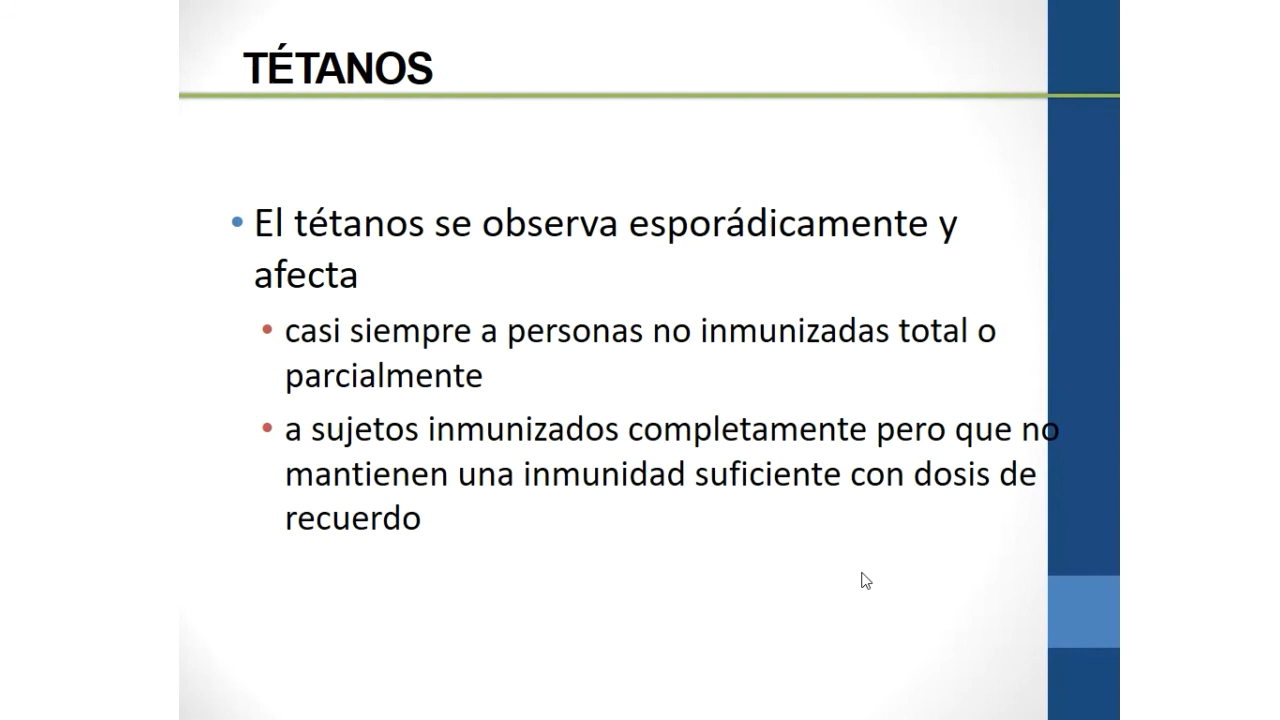 TÉTANOS
• El tétanos se observa esporádicamente y
afecta
• casi siempre a personas no inmunizadas total o
parcialmente
• a sujetos inmunizados completamente pero que no
mantienen una inmunidad suficiente con dosis de
recuerdo